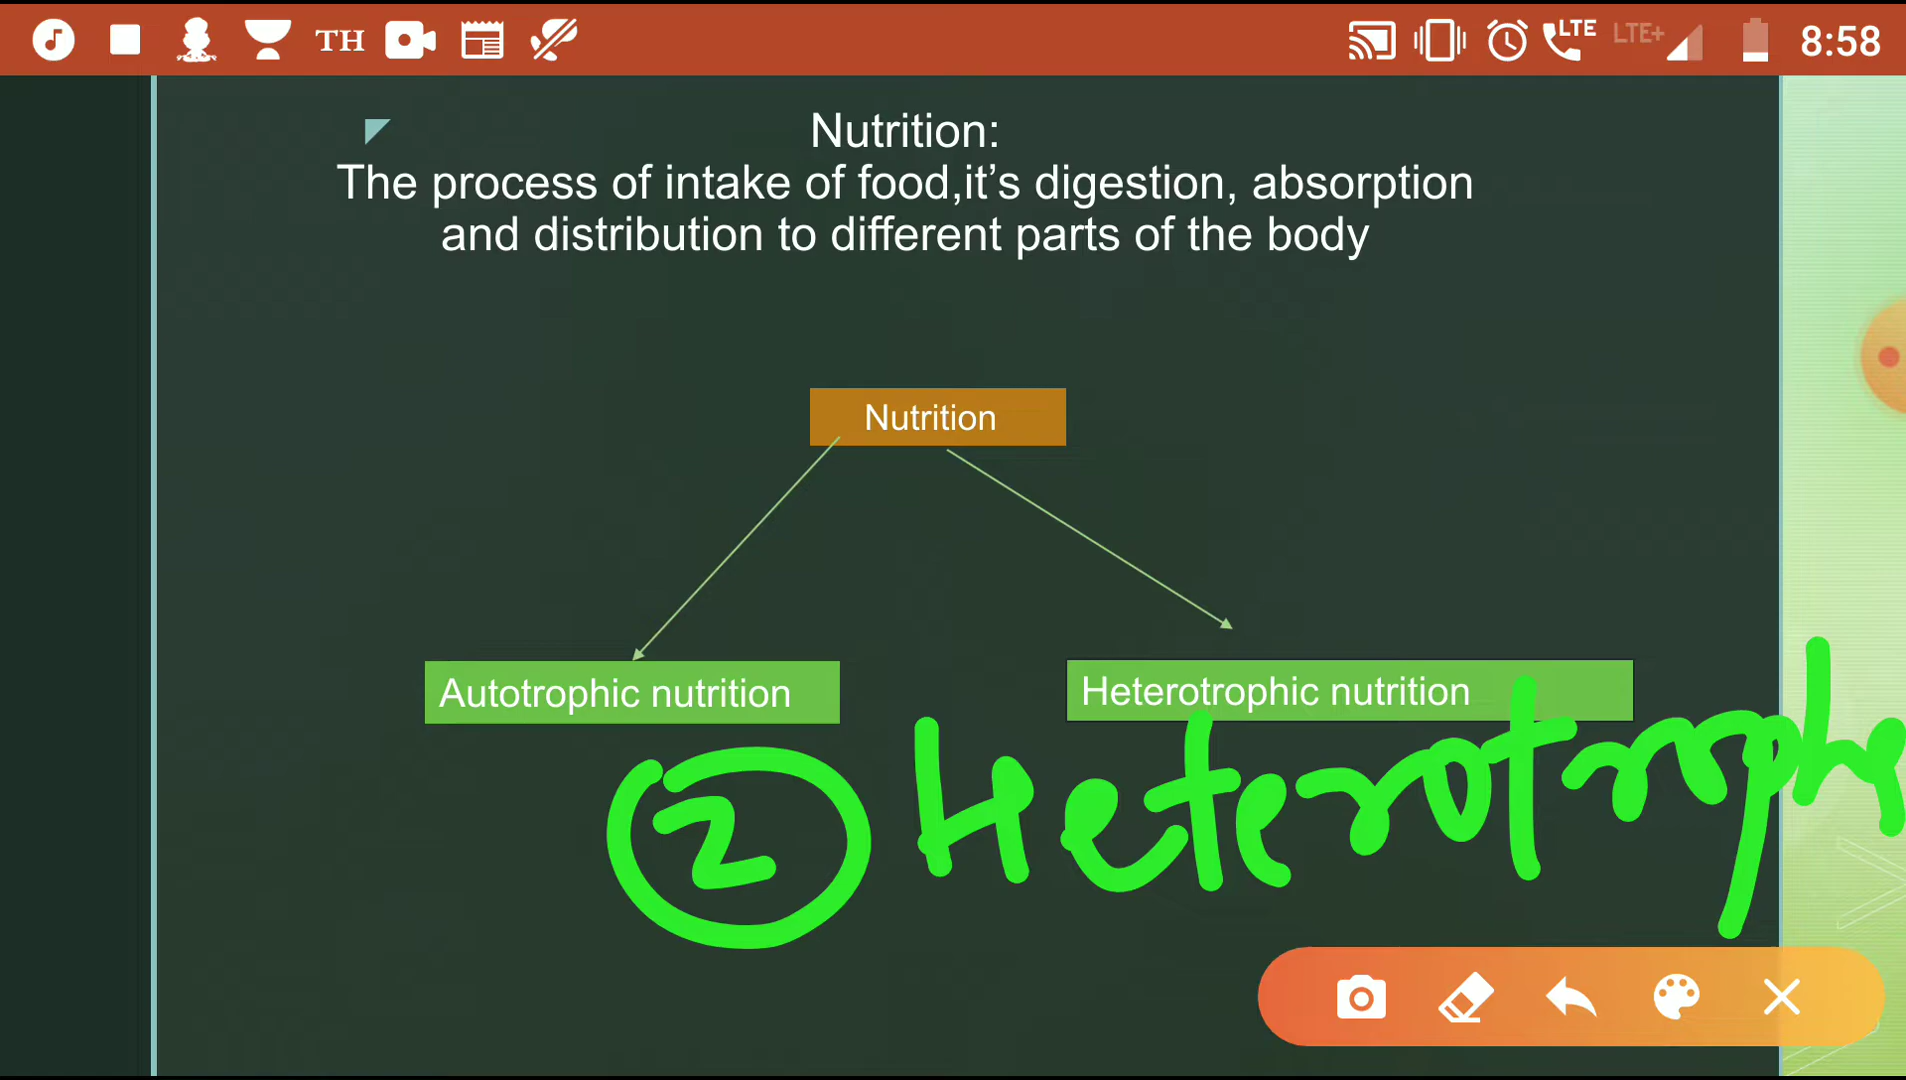 TH LTE LTE+ 8:58
Nutrition:
The process of intake of food,it’s digestion, absorption
and distribution to different parts of the body
Nutrition
Autotrophic nutrition
Heterotrophic nutrition
2 Heterotrophe